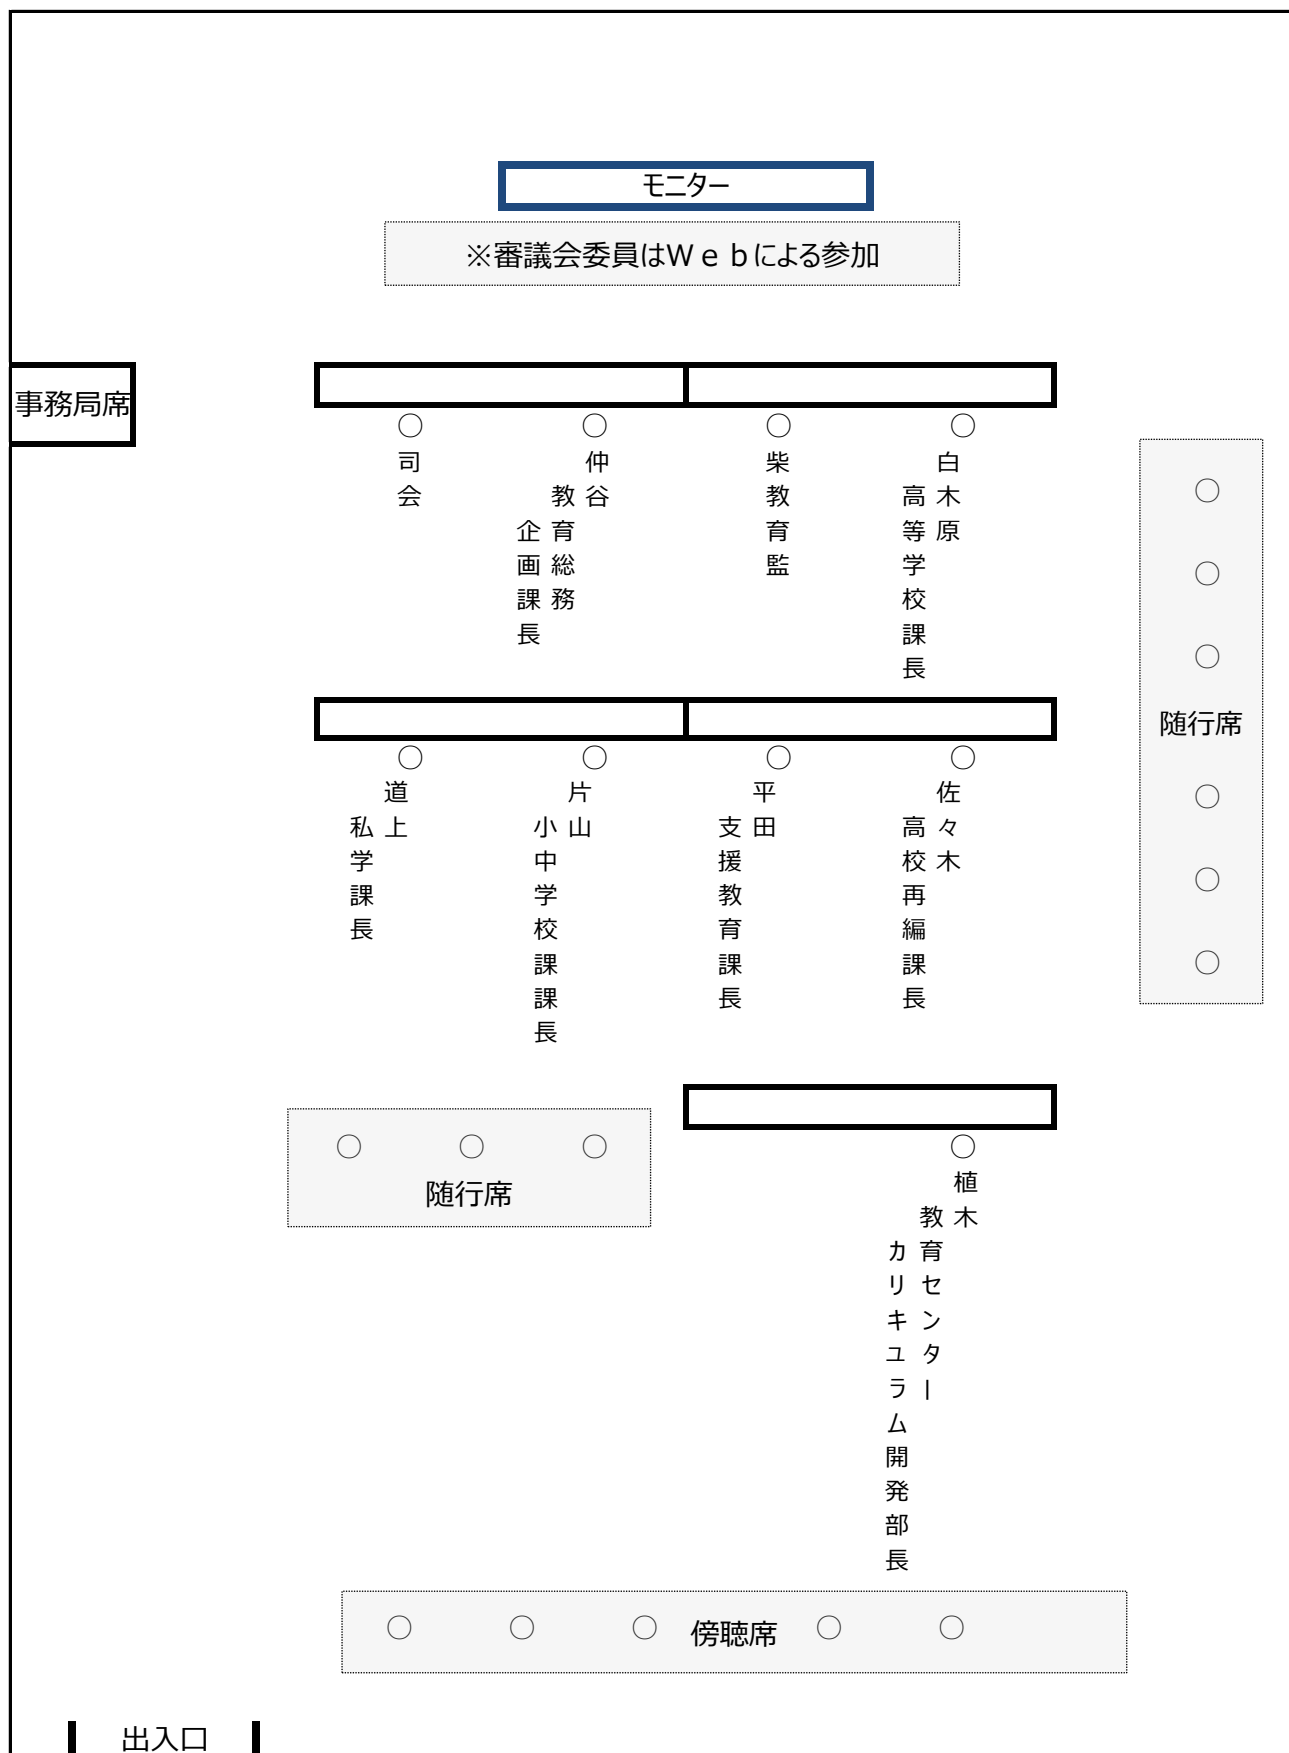 モニター
※審議会委員はWebによる参加
事務局席
○ ○ ○ ○
司会
仲谷
教育総務
企画課長
柴教育監
白木原
高等学校課長
○
○
○
随行席
○
○
○
○ ○ ○ ○
道上
私学課長
片山
小中学校課課長
平田
支援教育課長
佐々木
高校再編課長
○ ○ ○
随行席
○
植木
教育センター
カリキユラム開発部長
○ ○ ○ 傍聴席 ○ ○
出入口